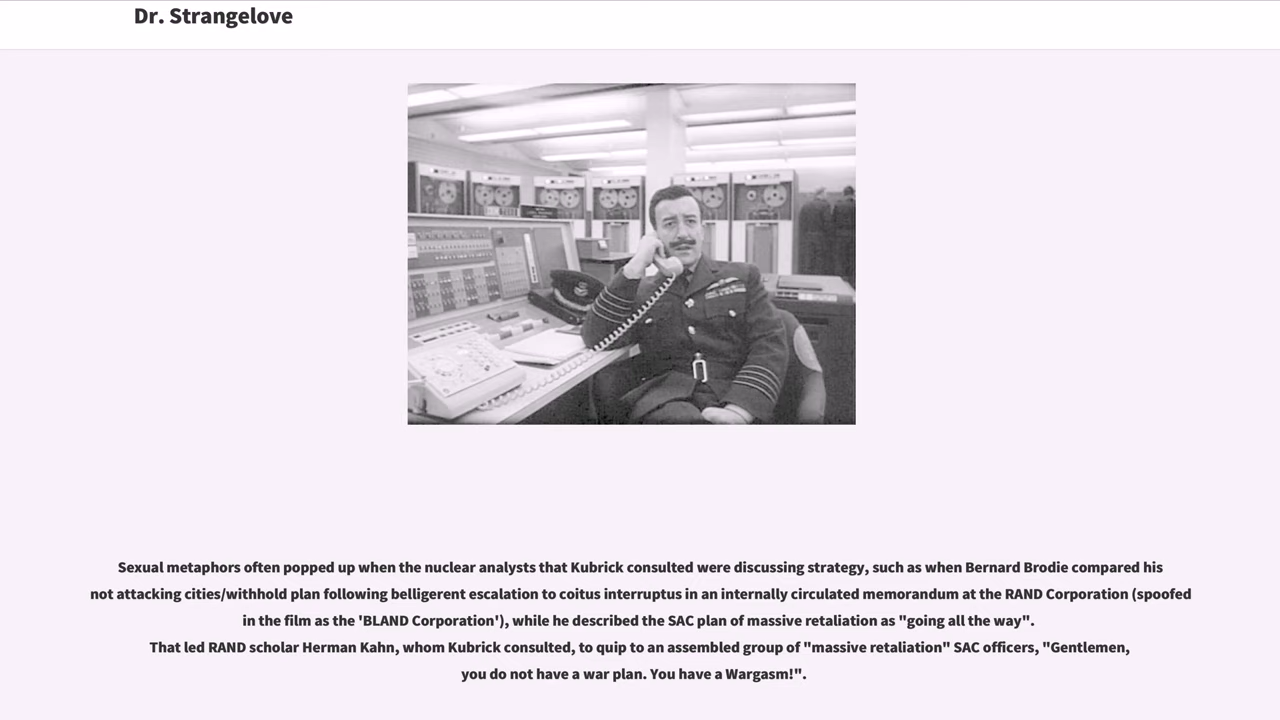 Dr. Strangelove
Sexual metaphors often popped up when the nuclear analysts that Kubrick consulted were discussing strategy, such as when Bernard Brodie compared his
not attacking cities/withhold plan following belligerent escalation to coitus interruptus in an internally circulated memorandum at the RAND Corporation (spoofed
in the film as the 'BLAND Corporation'), while he described the SAC plan of massive retaliation as "going all the way".
That led RAND scholar Herman Kahn, whom Kubrick consulted, to quip to an assembled group of "massive retaliation" SAC officers, "Gentlemen,
you do not have a war plan. You have a Wargasm!".